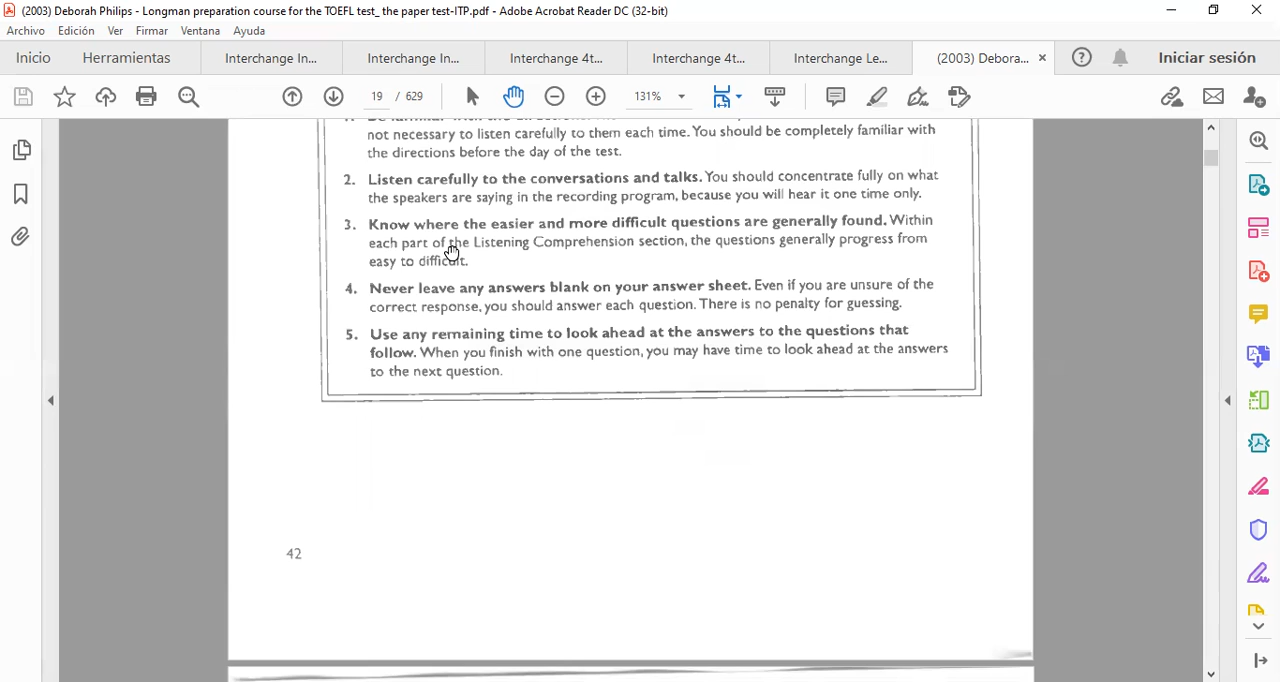 (2003) Deborah Philips - Longman preparation course for the TOEFL test_ the paper test-ITP.pdf - Adobe Acrobat Reader DC (32-bit)
Archivo Edición Ver Firmar Ventana Ayuda
Inicio Herramientas Interchange In... Interchange In... Interchange 4t... Interchange 4t... Interchange Le... (2003) Debora... Iniciar sesión
19 / 629 131%
not necessary to listen carefully to them each time. You should be completely familiar with
the directions before the day of the test.
2. Listen carefully to the conversations and talks. You should concentrate fully on what
the speakers are saying in the recording program, because you will hear it one time only.
3. Know where the easier and more difficult questions are generally found. Within
each part of the Listening Comprehension section, the questions generally progress from
easy to difficult.
4. Never leave any answers blank on your answer sheet. Even if you are unsure of the
correct response, you should answer each question. There is no penalty for guessing.
5. Use any remaining time to look ahead at the answers to the questions that
follow. When you finish with one question, you may have time to look ahead at the answers
to the next question.
42